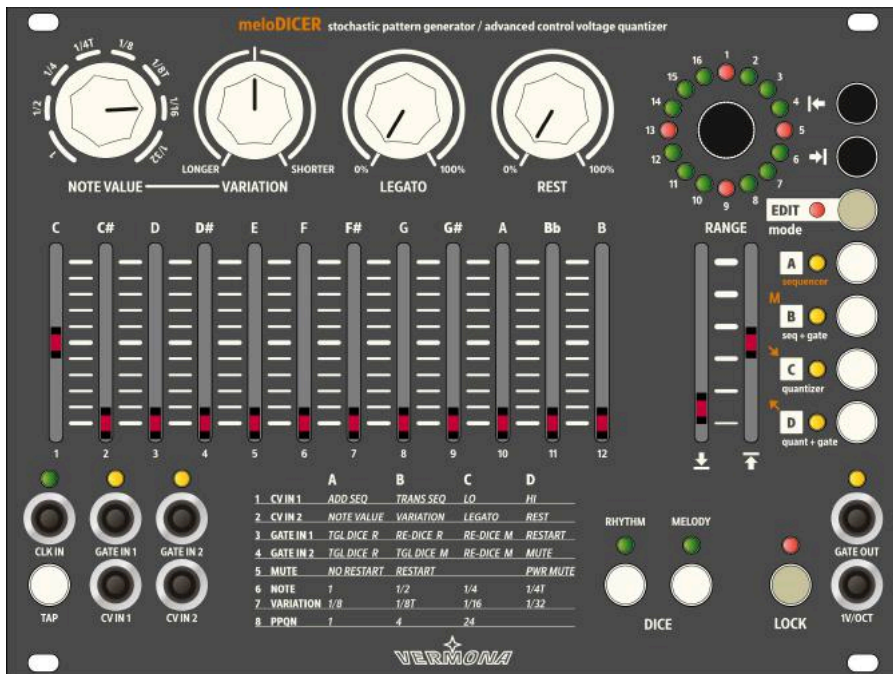 meloDICER stochastic pattern generator / advanced control voltage quantizer
1 1/2 1/4 1/4T 1/8 1/8T 1/16 1/32
NOTE VALUE VARIATION
LONGER SHORTER
0% 100%
LEGATO
0% 100%
REST
1 2 3 4 5 6 7 8 9 10 11 12 13 14 15 16
EDIT
mode
RANGE
C C# D D# E F F# G G# A Bb B
1 2 3 4 5 6 7 8 9 10 11 12
A
sequencer
M
B
seq + gate
C
quantizer
D
quant + gate
A B C D
1 CV IN 1 ADD SEQ TRANS SEQ LO HI
2 CV IN 2 NOTE VALUE VARIATION LEGATO REST
3 GATE IN 1 TGL DICE R RE-DICE R RE-DICE M RESTART
4 GATE IN 2 TGL DICE R TGL DICE M RE-DICE M MUTE
5 MUTE NO RESTART RESTART PWR MUTE
6 NOTE 1 1/2 1/4 1/4T
7 VARIATION 1/8 1/8T 1/16 1/32
8 PPQN 1 4 24
CLK IN GATE IN 1 GATE IN 2
TAP CV IN 1 CV IN 2
RHYTHM MELODY
DICE
LOCK
GATE OUT
1V/OCT
VERMONA